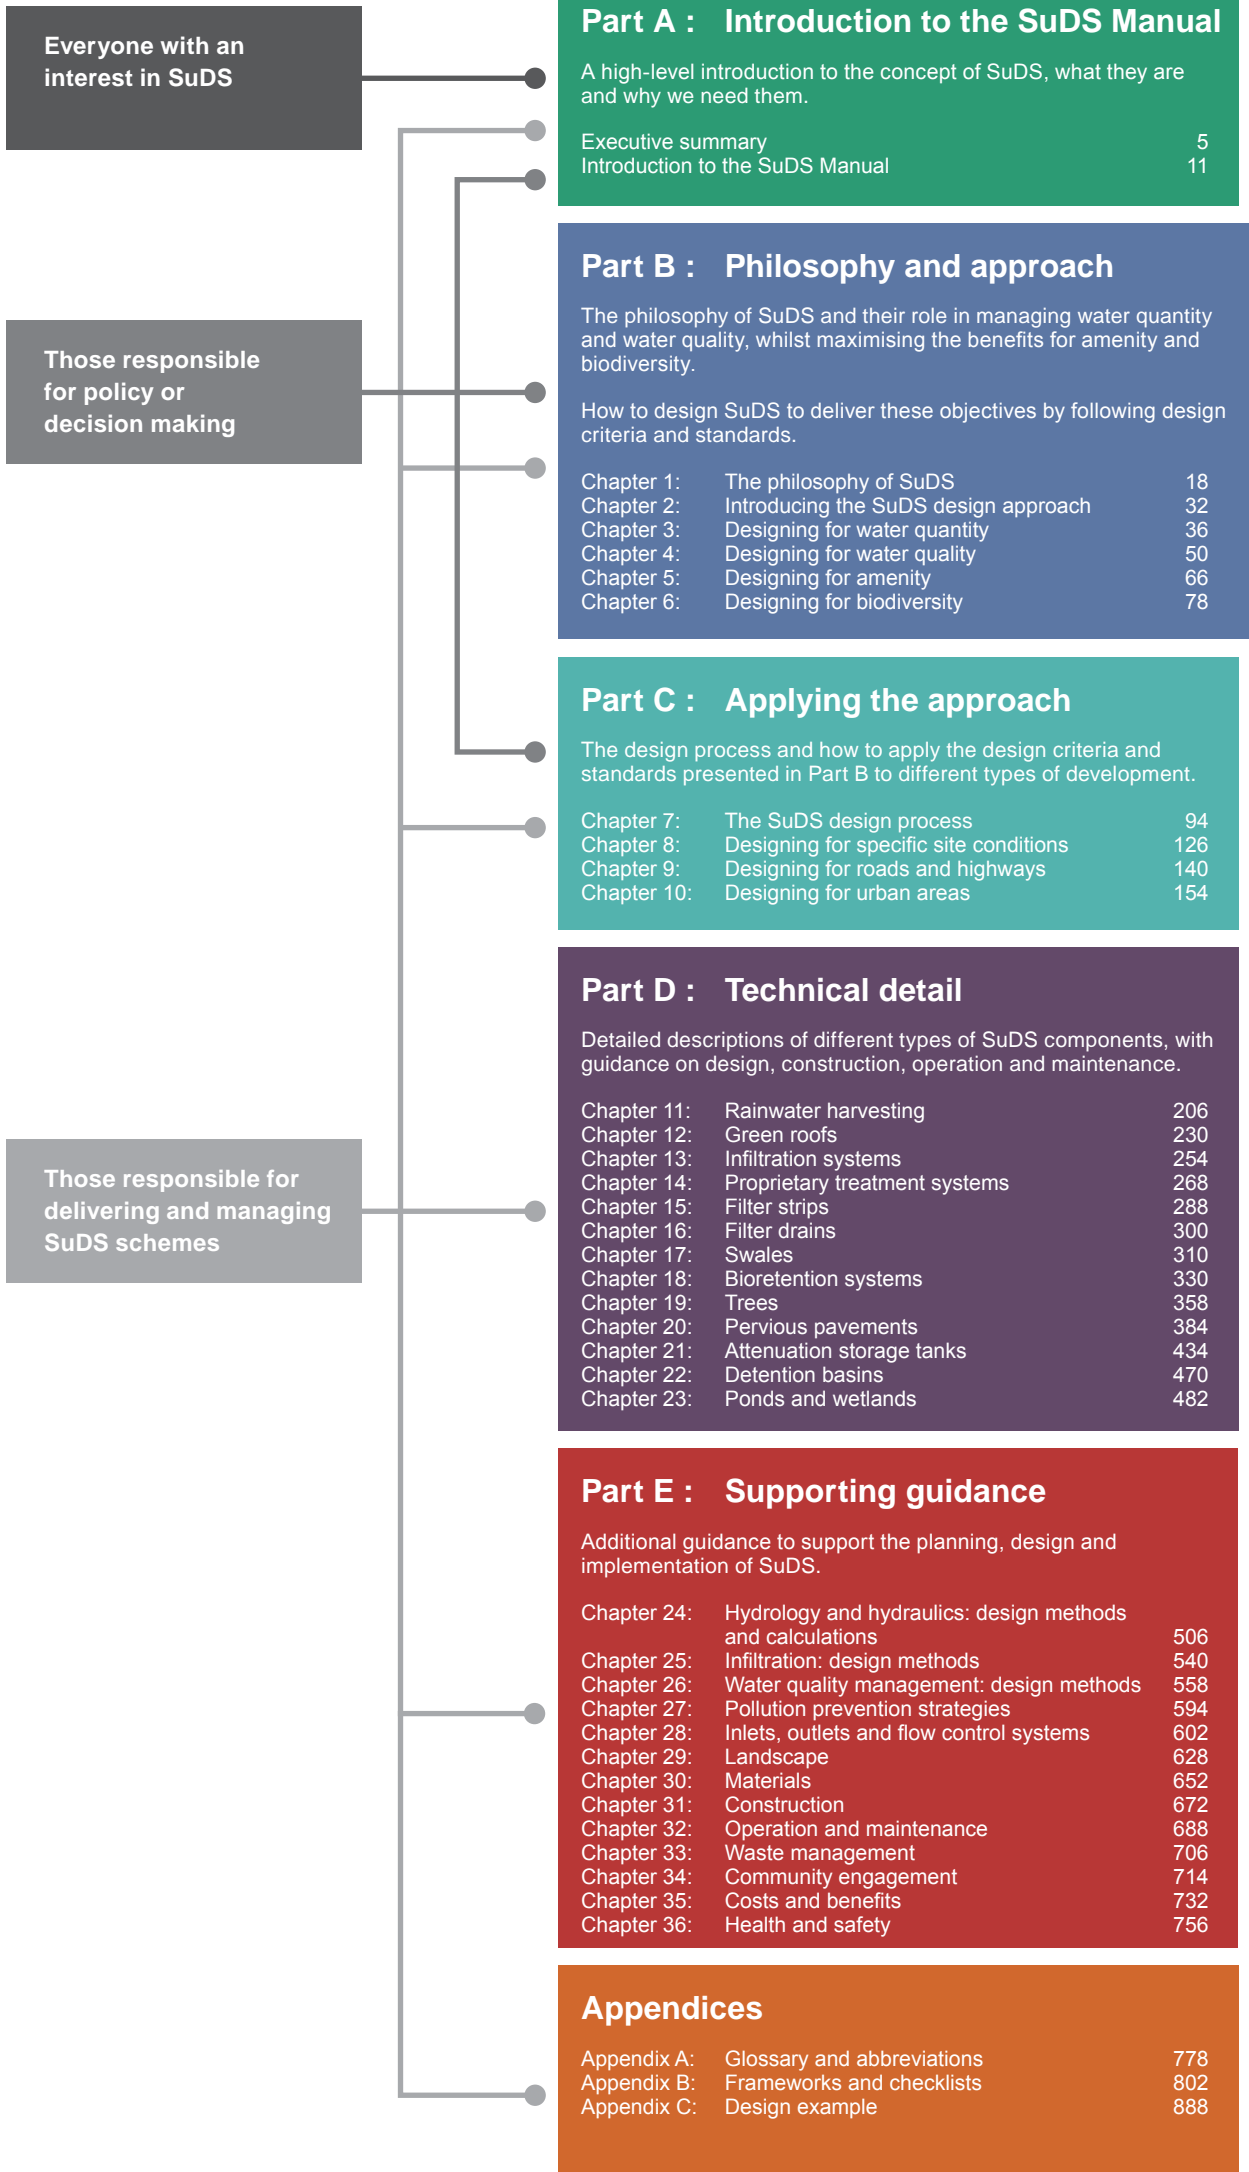 Everyone with an
interest in SuDS
Those responsible
for policy or
decision making
Those responsible for
delivering and managing
SuDS schemes
Part A : Introduction to the SuDS Manual
A high-level introduction to the concept of SuDS, what they are
and why we need them.
Executive summary 5
Introduction to the SuDS Manual 11
Part B : Philosophy and approach
The philosophy of SuDS and their role in managing water quantity
and water quality, whilst maximising the benefits for amenity and
biodiversity.
How to design SuDS to deliver these objectives by following design
criteria and standards.
Chapter 1: The philosophy of SuDS 18
Chapter 2: Introducing the SuDS design approach 32
Chapter 3: Designing for water quantity 36
Chapter 4: Designing for water quality 50
Chapter 5: Designing for amenity 66
Chapter 6: Designing for biodiversity 78
Part C : Applying the approach
The design process and how to apply the design criteria and
standards presented in Part B to different types of development.
Chapter 7: The SuDS design process 94
Chapter 8: Designing for specific site conditions 126
Chapter 9: Designing for roads and highways 140
Chapter 10: Designing for urban areas 154
Part D : Technical detail
Detailed descriptions of different types of SuDS components, with
guidance on design, construction, operation and maintenance.
Chapter 11: Rainwater harvesting 206
Chapter 12: Green roofs 230
Chapter 13: Infiltration systems 254
Chapter 14: Proprietary treatment systems 268
Chapter 15: Filter strips 288
Chapter 16: Filter drains 300
Chapter 17: Swales 310
Chapter 18: Bioretention systems 330
Chapter 19: Trees 358
Chapter 20: Pervious pavements 384
Chapter 21: Attenuation storage tanks 434
Chapter 22: Detention basins 470
Chapter 23: Ponds and wetlands 482
Part E : Supporting guidance
Additional guidance to support the planning, design and
implementation of SuDS.
Chapter 24: Hydrology and hydraulics: design methods
and calculations 506
Chapter 25: Infiltration: design methods 540
Chapter 26: Water quality management: design methods 558
Chapter 27: Pollution prevention strategies 594
Chapter 28: Inlets, outlets and flow control systems 602
Chapter 29: Landscape 628
Chapter 30: Materials 652
Chapter 31: Construction 672
Chapter 32: Operation and maintenance 688
Chapter 33: Waste management 706
Chapter 34: Community engagement 714
Chapter 35: Costs and benefits 732
Chapter 36: Health and safety 756
Appendices
Appendix A: Glossary and abbreviations 778
Appendix B: Frameworks and checklists 802
Appendix C: Design example 888